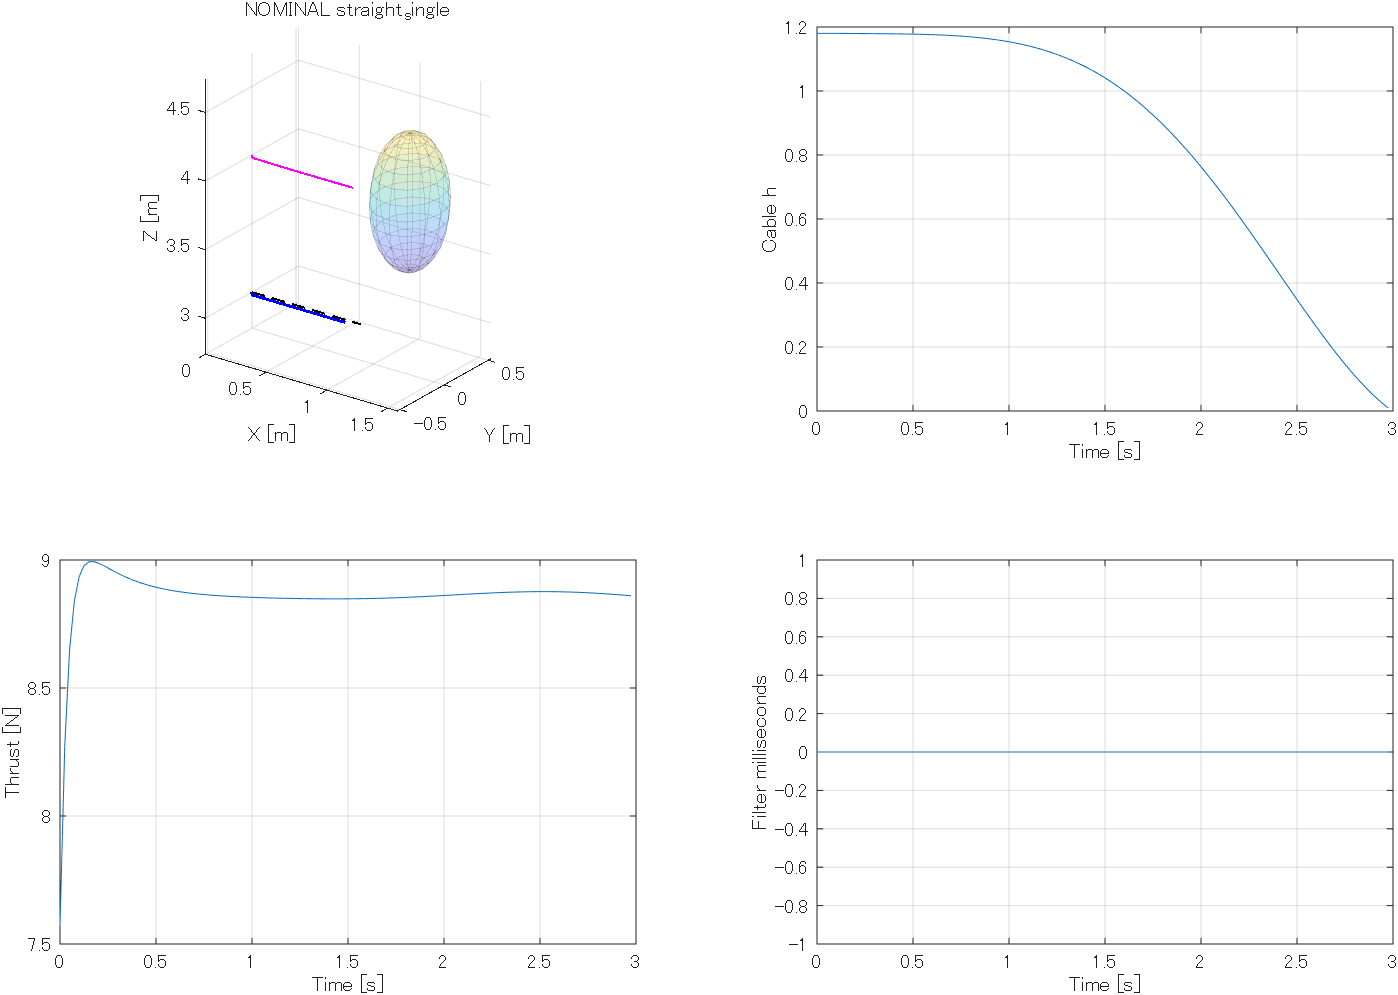 NOMINAL straightsingle
4.5
4
3.5
3
Z [m]
0
0.5
1
1.5
X [m]
-0.5
0
0.5
Y [m]
1.2
1
0.8
0.6
0.4
0.2
0
Cable h
0 0.5 1 1.5 2 2.5 3
Time [s]
9
8.5
8
7.5
Thrust [N]
0 0.5 1 1.5 2 2.5 3
Time [s]
1
0.8
0.6
0.4
0.2
0
-0.2
-0.4
-0.6
-0.8
-1
Filter milliseconds
0 0.5 1 1.5 2 2.5 3
Time [s]